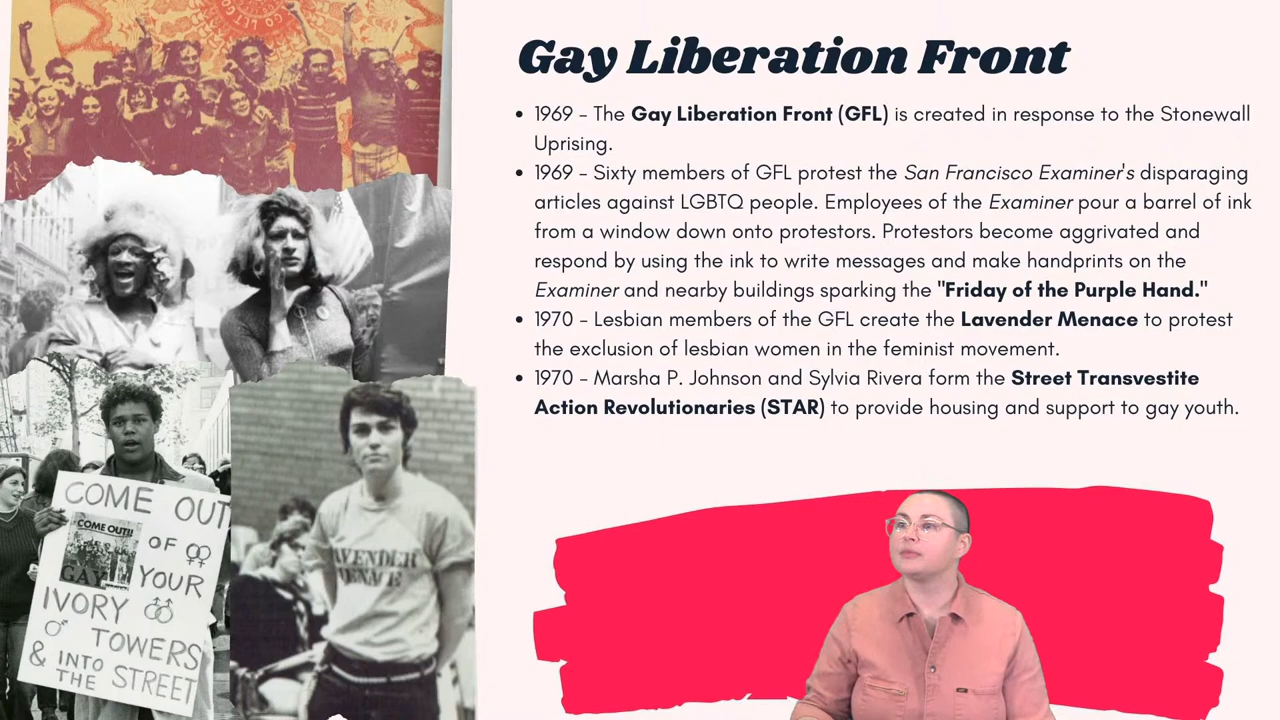 Gay Liberation Front
1969 - The Gay Liberation Front (GFL) is created in response to the Stonewall
Uprising.
1969 - Sixty members of GFL protest the San Francisco Examiner's disparaging
articles against LGBTQ people. Employees of the Examiner pour a barrel of ink
from a window down onto protestors. Protestors become aggrivated and
respond by using the ink to write messages and make handprints on the
Examiner and nearby buildings sparking the "Friday of the Purple Hand."
1970 - Lesbian members of the GFL create the Lavender Menace to protest
the exclusion of lesbian women in the feminist movement.
1970 - Marsha P. Johnson and Sylvia Rivera form the Street Transvestite
Action Revolutionaries (STAR) to provide housing and support to gay youth.
COME OUT
COME OUT!!
OF
GAY
YOUR
IVORY
TOWERS
& INTO
THE STREET
AVENDER
MENACE